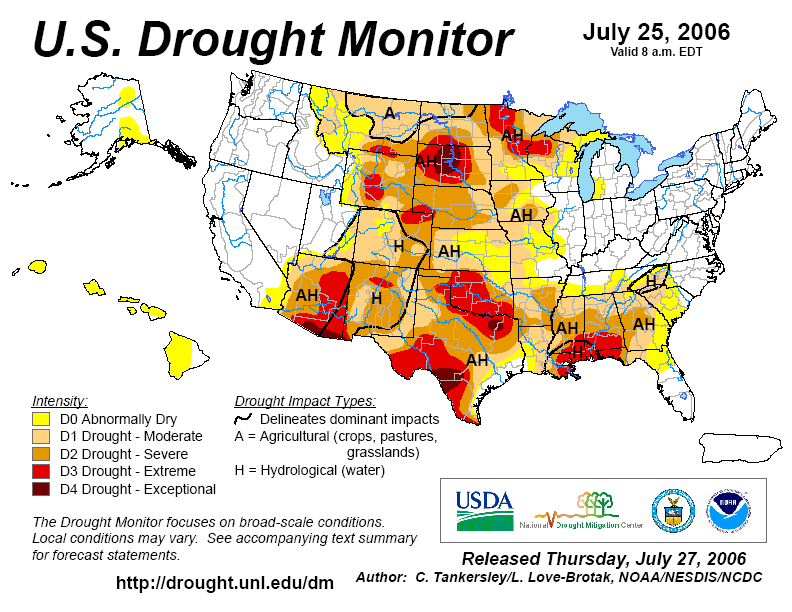 U.S. Drought Monitor
July 25, 2006
Valid 8 a.m. EDT
A
AH
AH
AH
H
AH
AH
H
AH
AH
H
AH
H
Intensity:
D0 Abnormally Dry
D1 Drought - Moderate
D2 Drought - Severe
D3 Drought - Extreme
D4 Drought - Exceptional
Drought Impact Types:
Delineates dominant impacts
A = Agricultural (crops, pastures,
grasslands)
H = Hydrological (water)
The Drought Monitor focuses on broad-scale conditions.
Local conditions may vary. See accompanying text summary
for forecast statements.
http://drought.unl.edu/dm
USDA
National Drought Mitigation Center
NOAA
Released Thursday, July 27, 2006
Author: C. Tankersley/L. Love-Brotak, NOAA/NESDIS/NCDC